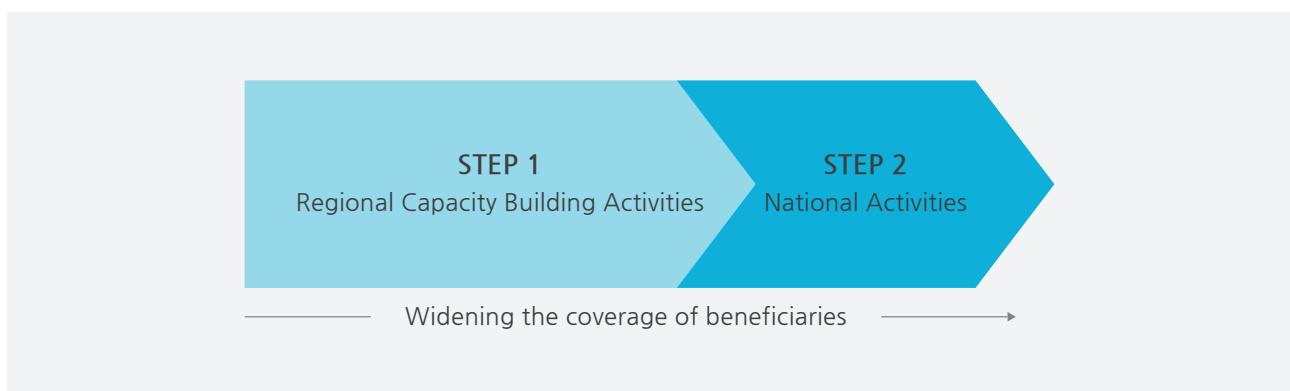 STEP 1
Regional Capacity Building Activities
STEP 2
National Activities
Widening the coverage of beneficiaries